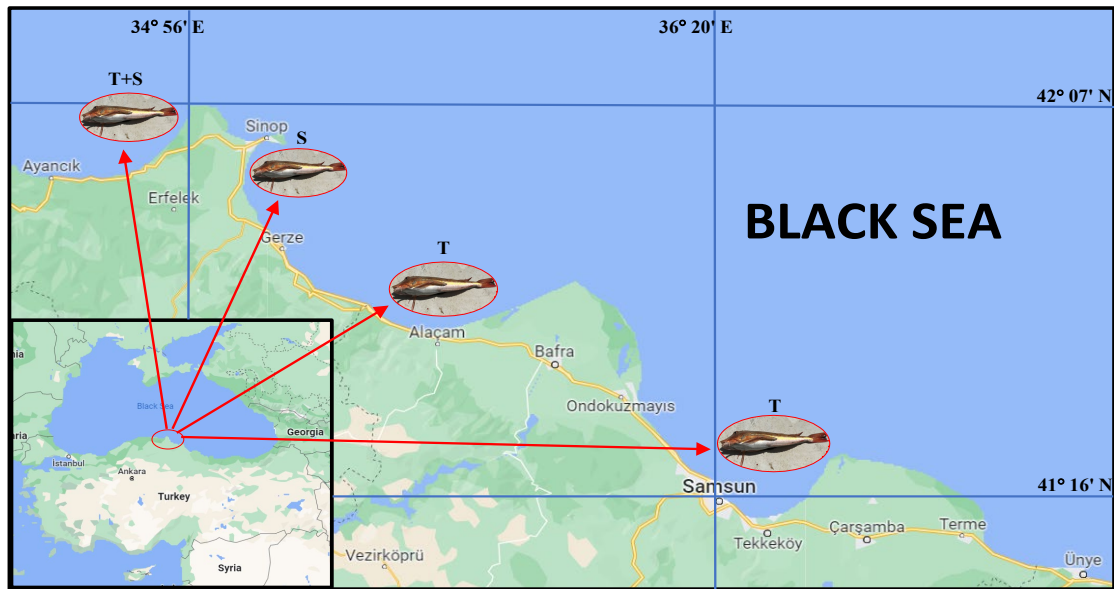 34° 56' E
36° 20' E
T+S
42° 07' N
Sinop
S
Ayancık
Erfelek
BLACK SEA
Gerze
T
Alaçam
Bafra
Black Sea
Ondokuzmayıs
T
Georgia
İstanbul
Ankara
Samsun
41° 16' N
Turkey
Çarşamba
Terme
Tekkeköy
Vezirköprü
Ünye
Syria